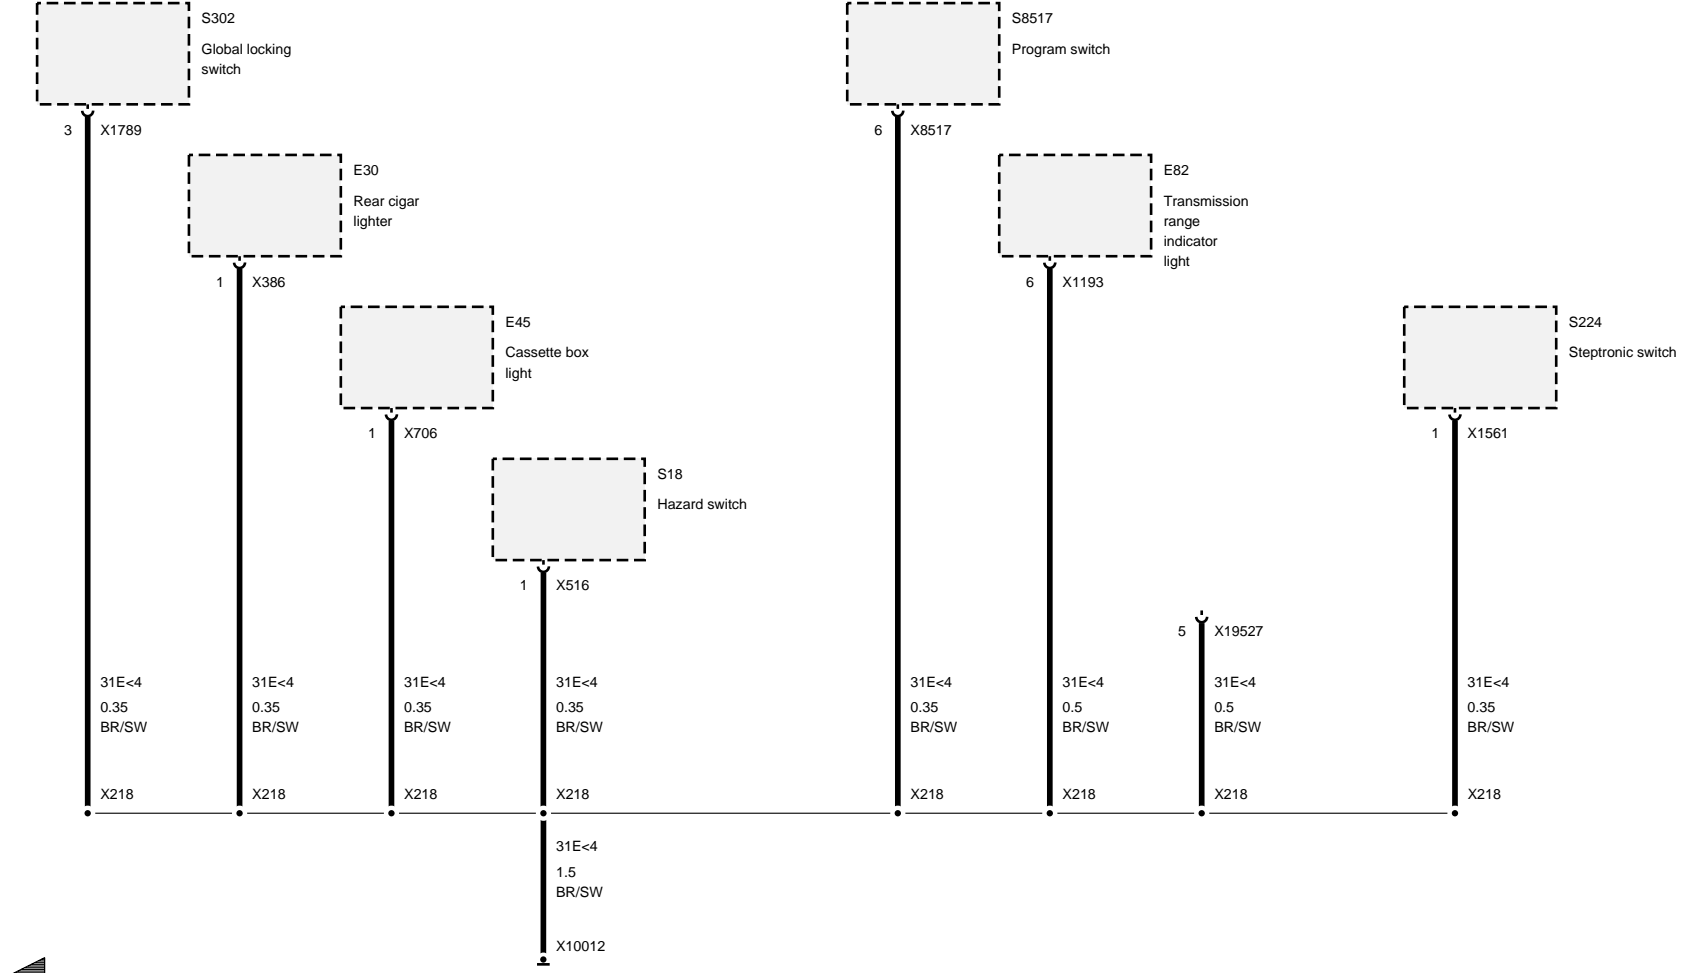 S302
Global locking
switch
3 X1789
S8517
Program switch
6 X8517
E30
Rear cigar
lighter
1 X386
E82
Transmission
range
indicator
light
6 X1193
E45
Cassette box
light
1 X706
S224
Steptronic switch
1 X1561
S18
Hazard switch
1 X516
5 X19527
31E<4 31E<4 31E<4 31E<4 31E<4 31E<4 31E<4 31E<4
0.35 0.35 0.35 0.35 0.35 0.5 0.5 0.35
BR/SW BR/SW BR/SW BR/SW BR/SW BR/SW BR/SW BR/SW
X218 X218 X218 X218 X218 X218 X218 X218
31E<4
1.5
BR/SW
X10012